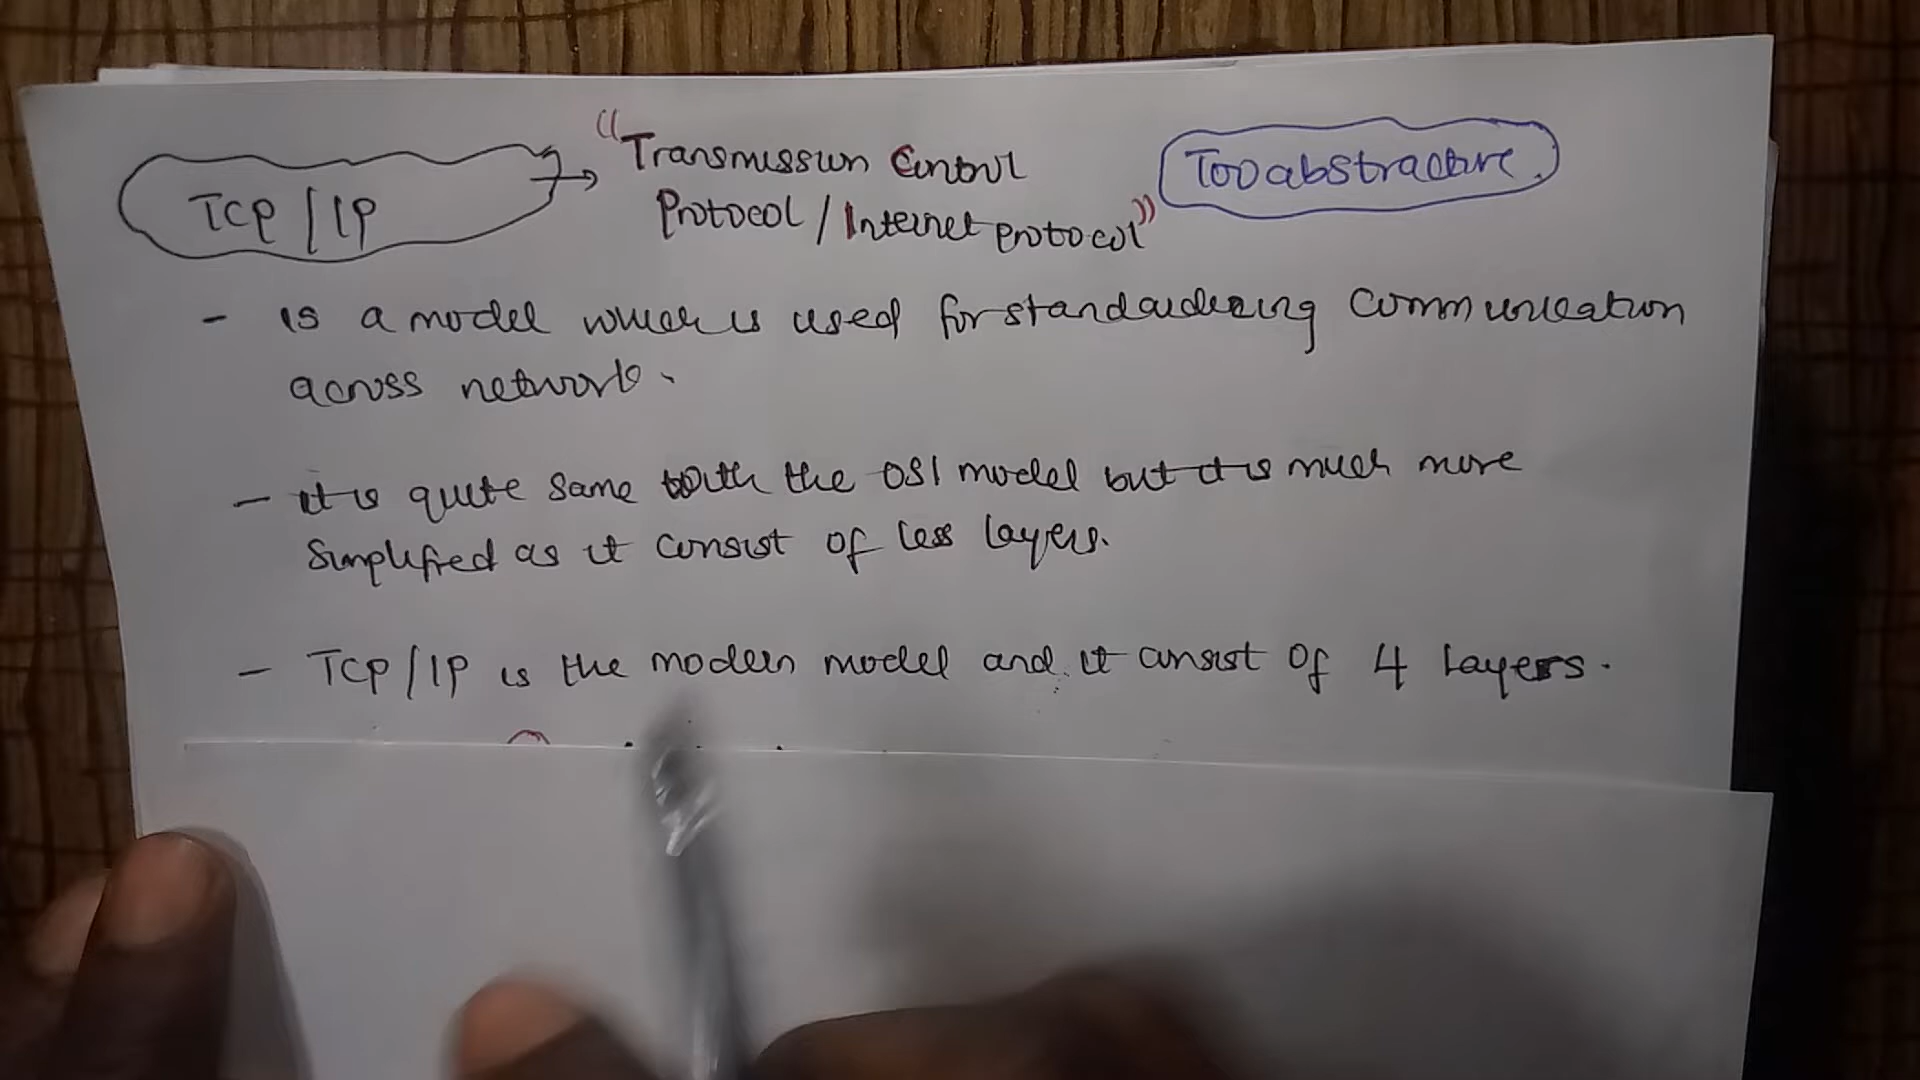 TCP/IP → "Transmission Control
Protocol/Internet protocol"
Tooabstracture.
- is a model which is used for standardizing communication
across network.
- it is quite same with the OSI model but it is much more
Simplified as it consist of less layers.
- TCP/IP is the modern model and it consist of 4 layers.